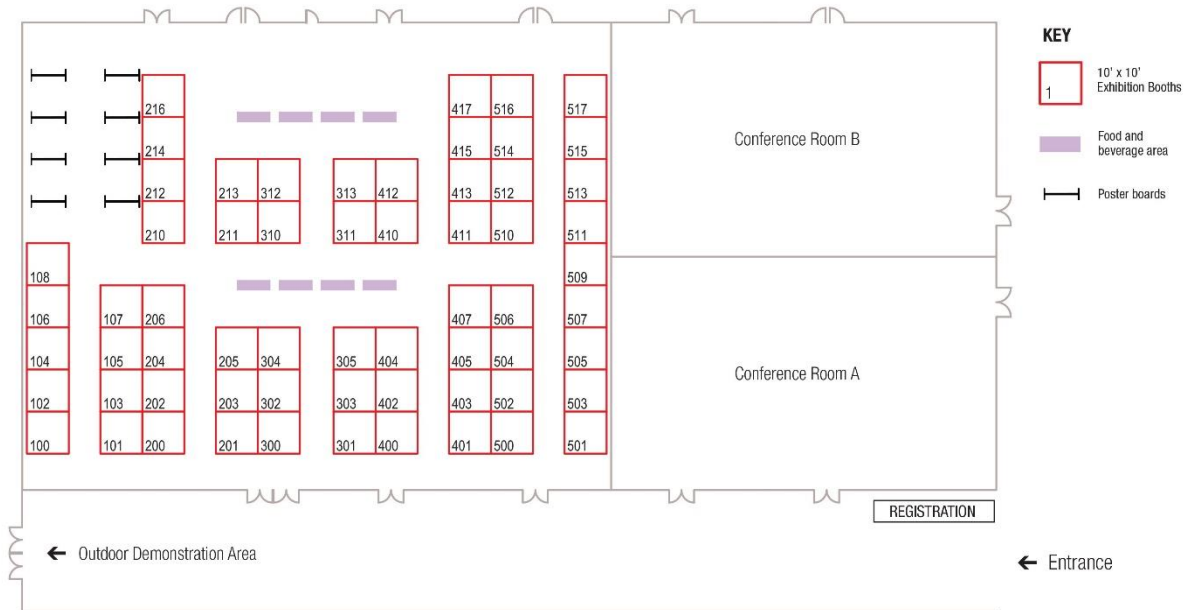 KEY
1
10' x 10'
Exhibition Booths
Food and
beverage area
Poster boards
216
417 516 517
214
415 514 515
Conference Room B
212 213 312 313 412 413 512 513
210 211 310 311 410 411 510 511
108 509
106 107 206 407 506 507
104 105 204 205 304 305 404 405 504 505
Conference Room A
102 103 202 203 302 303 402 403 502 503
100 101 200 201 300 301 400 401 500 501
REGISTRATION
Outdoor Demonstration Area
Entrance